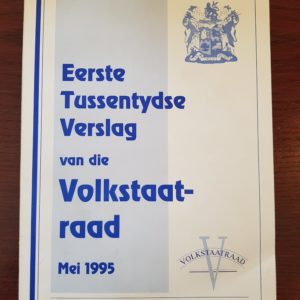 Eerste
Tussentydse
Verslag
van die
Volkstaat-
raad
Mei 1995
VOLKSTAATRAAD